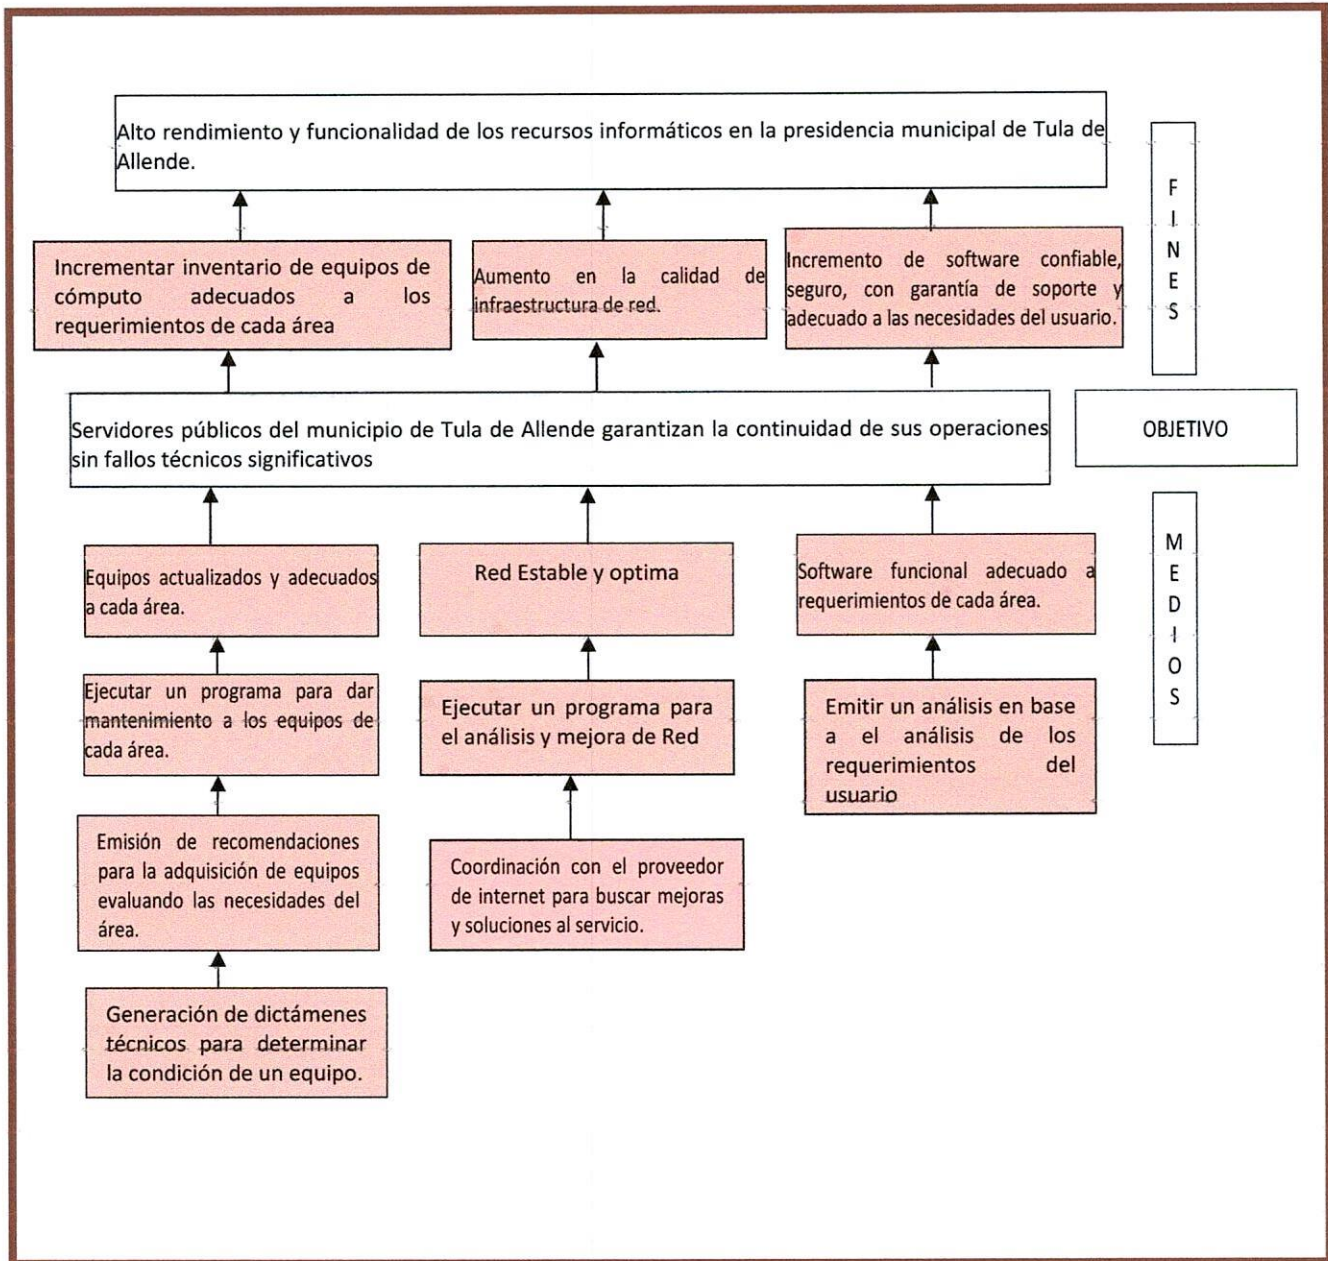 Alto rendimiento y funcionalidad de los recursos informáticos en la presidencia municipal de Tula de
Allende.
Incrementar inventario de equipos de
cómputo adecuados a los
requerimientos de cada área
Aumento en la calidad de
infraestructura de red.
Incremento de software confiable,
seguro, con garantía de soporte y
adecuado a las necesidades del usuario.
F
I
N
E
S
Servidores públicos del municipio de Tula de Allende garantizan la continuidad de sus operaciones
sin fallos técnicos significativos
OBJETIVO
Equipos actualizados y adecuados
a cada área.
Red Estable y optima
Software funcional adecuado a
requerimientos de cada área.
M
E
D
I
O
S
Ejecutar un programa para dar
mantenimiento a los equipos de
cada área.
Ejecutar un programa para
el análisis y mejora de Red
Emitir un análisis en base
a el análisis de los
requerimientos del
usuario
Emisión de recomendaciones
para la adquisición de equipos
evaluando las necesidades del
área.
Coordinación con el proveedor
de internet para buscar mejoras
y soluciones al servicio.
Generación de dictámenes
técnicos para determinar
la condición de un equipo.